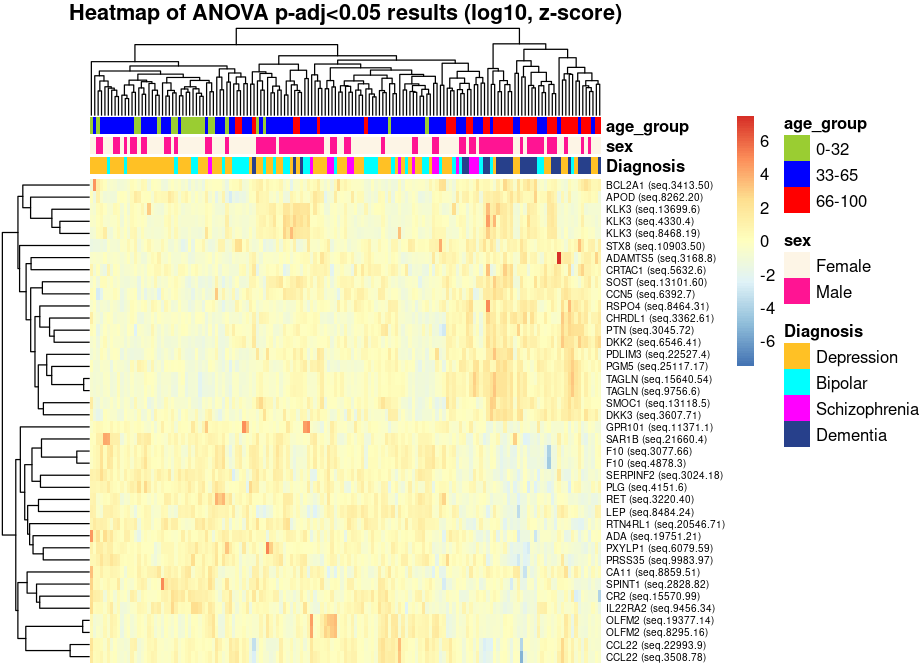 Heatmap of ANOVA p-adj<0.05 results (log10, z-score)
age_group
sex
Diagnosis
BCL2A1 (seq.3413.50)
APOD (seq.8262.20)
KLK3 (seq.13699.6)
KLK3 (seq.4330.4)
KLK3 (seq.8468.19)
STX8 (seq.10903.50)
ADAMTS5 (seq.3168.8)
CRTAC1 (seq.5632.6)
SOST (seq.13101.60)
CCN5 (seq.6392.7)
RSPO4 (seq.8464.31)
CHRDL1 (seq.3362.61)
PTN (seq.3045.72)
DKK2 (seq.6546.41)
PDLIM3 (seq.22527.4)
PGM5 (seq.25117.17)
TAGLN (seq.15640.54)
TAGLN (seq.9756.6)
SMOC1 (seq.13118.5)
DKK3 (seq.3607.71)
GPR101 (seq.11371.1)
SAR1B (seq.21660.4)
F10 (seq.3077.66)
F10 (seq.4878.3)
SERPINF2 (seq.3024.18)
PLG (seq.4151.6)
RET (seq.3220.40)
LEP (seq.8484.24)
RTN4RL1 (seq.20546.71)
ADA (seq.19751.21)
PXYLP1 (seq.6079.59)
PRSS35 (seq.9983.97)
CA11 (seq.8859.51)
SPINT1 (seq.2828.82)
CR2 (seq.15570.99)
IL22RA2 (seq.9456.34)
OLFM2 (seq.19377.14)
OLFM2 (seq.8295.16)
CCL22 (seq.22993.9)
CCL22 (seq.3508.78)
6
4
2
0
-2
-4
-6
age_group
0-32
33-65
66-100
sex
Female
Male
Diagnosis
Depression
Bipolar
Schizophrenia
Dementia